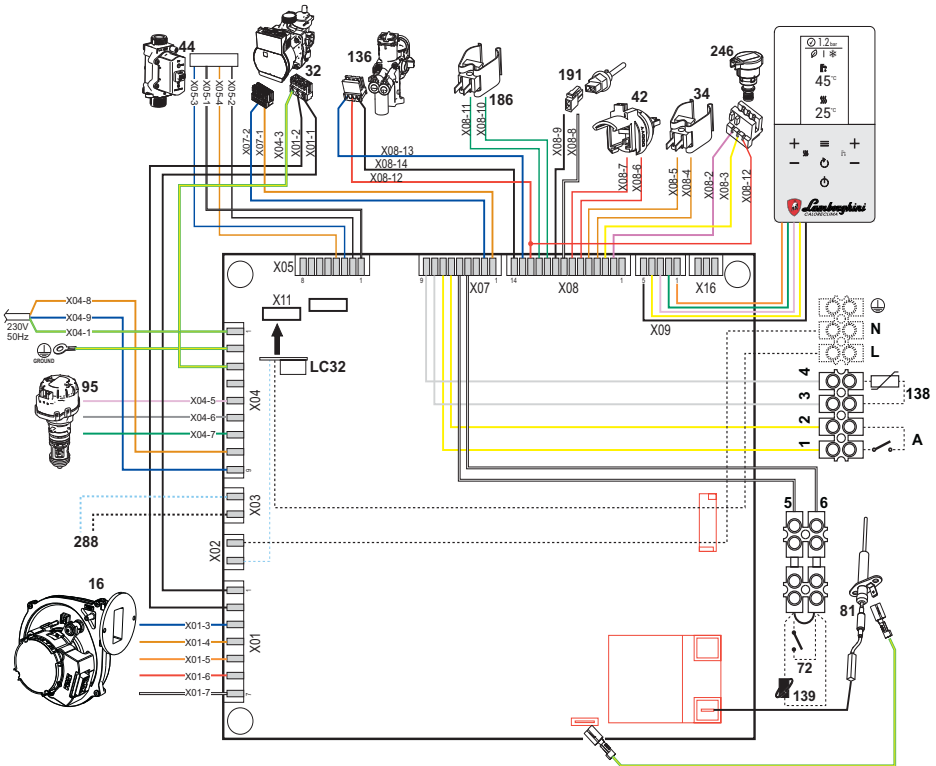 44
X05-3
X05-1
X05-4
X05-2
32
X07-2
X07-1
X04-3
X01-2
X01-1
136
X08-13
X08-14
X08-12
186
X08-11
X08-10
191
X08-9
X08-8
42
X08-7
X08-6
34
X08-5
X08-4
246
X08-2
X08-3
X08-12
1.2bar
45°C
25°C
Lamborghini
CALORECLIMA
X05
8
1
9
X07
1
14
X08
1
5
1
X09
X16
X11
LC32
X04-8
X04-9
X04-1
230V
50Hz
GROUND
95
X04-5
X04-6
X04-7
1
X04
9
X03
288
X02
16
X01-3
X01-4
X01-5
X01-6
X01-7
1
X01
7
N
L
4
3
2
1
138
A
5
6
72
139
81